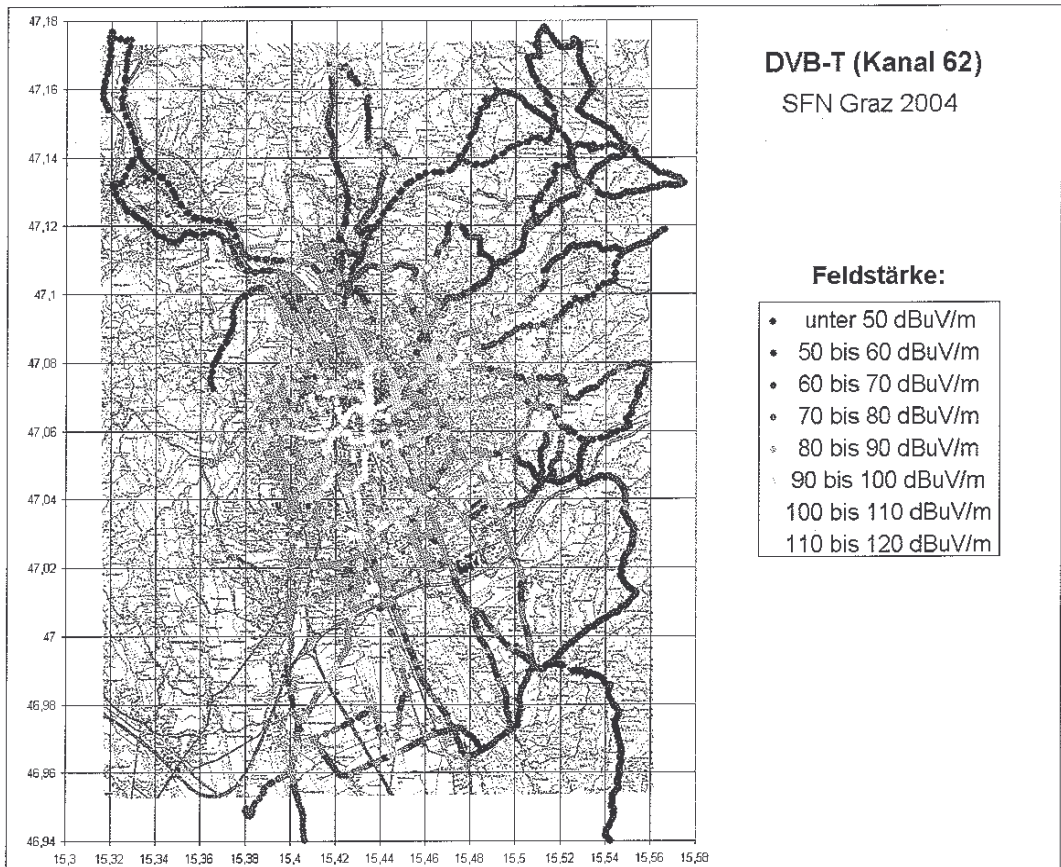 DVB-T (Kanal 62)
SFN Graz 2004
Feldstärke:
unter 50 dBuV/m
50 bis 60 dBuV/m
60 bis 70 dBuV/m
70 bis 80 dBuV/m
80 bis 90 dBuV/m
90 bis 100 dBuV/m
100 bis 110 dBuV/m
110 bis 120 dBuV/m
47,18
47,16
47,14
47,12
47,1
47,08
47,06
47,04
47,02
47
46,98
46,96
46,94
15,3 15,32 15,34 15,36 15,38 15,4 15,42 15,44 15,46 15,48 15,5 15,52 15,54 15,56 15,58